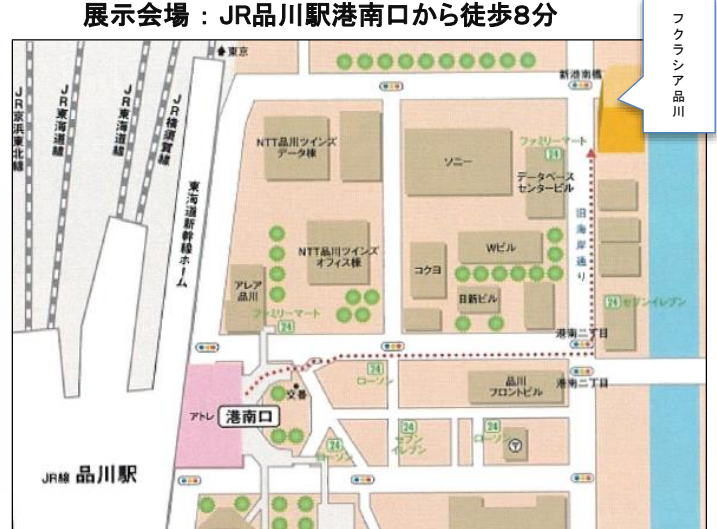 展示会場：JR品川駅港南口から徒歩8分
フクラシア品川
東京
新港南橋
JR京浜東北線
JR東海道線
JR東海道線
JR横須賀線
東海道新幹線ホーム
NTT品川ツインズ
データ棟
ソニー
ファミリーマート
24
データベース
センタービル
旧海岸通り
NTT品川ツインズ
オフィス棟
コクヨ
Wビル
アレア
品川
日新ビル
ファミリーマート
24
24
セブンイレブン
港南二丁目
24
ローソン
品川
フロントビル
港南二丁目
交番
アトレ
港南口
24
セブン
イレブン
24
ローソン
24
ローソン
〒
JR線 品川駅